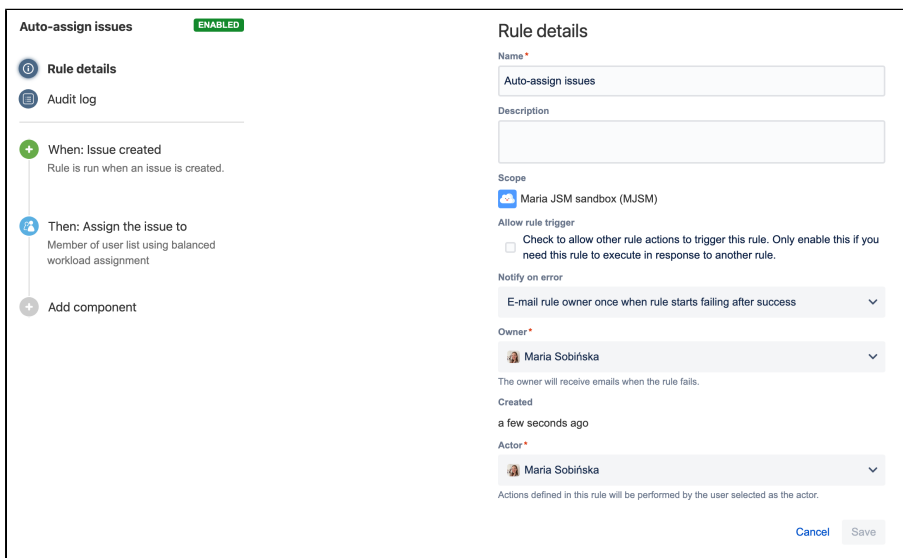 Auto-assign issues
ENABLED
Rule details
Audit log
When: Issue created
Rule is run when an issue is created.
Then: Assign the issue to
Member of user list using balanced
workload assignment
Add component
Rule details
Name*
Auto-assign issues
Description
Scope
Maria JSM sandbox (MJSM)
Allow rule trigger
Check to allow other rule actions to trigger this rule. Only enable this if you
need this rule to execute in response to another rule.
Notify on error
E-mail rule owner once when rule starts failing after success
Owner*
Maria Sobińska
The owner will receive emails when the rule fails.
Created
a few seconds ago
Actor*
Maria Sobińska
Actions defined in this rule will be performed by the user selected as the actor.
Cancel
Save